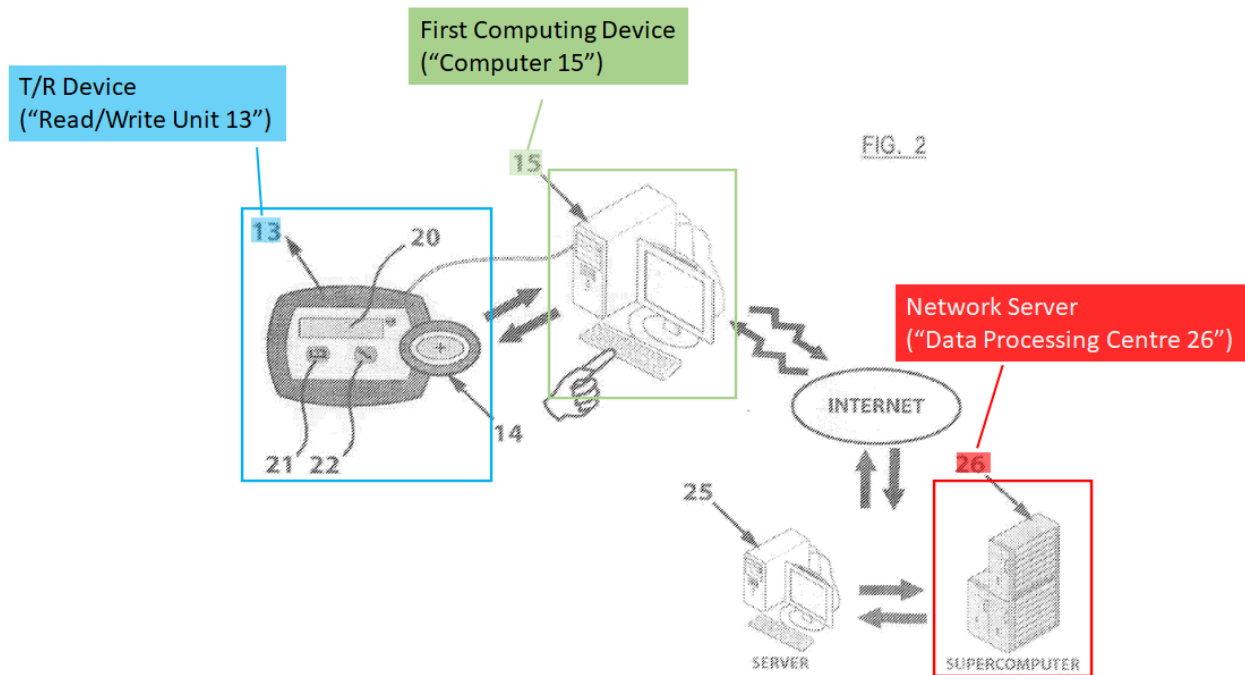 First Computing Device
(“Computer 15”)
T/R Device
(“Read/Write Unit 13”)
FIG. 2
15
13
20
Network Server
(“Data Processing Centre 26”)
INTERNET
14
21 22
26
25
SERVER
SUPERCOMPUTER